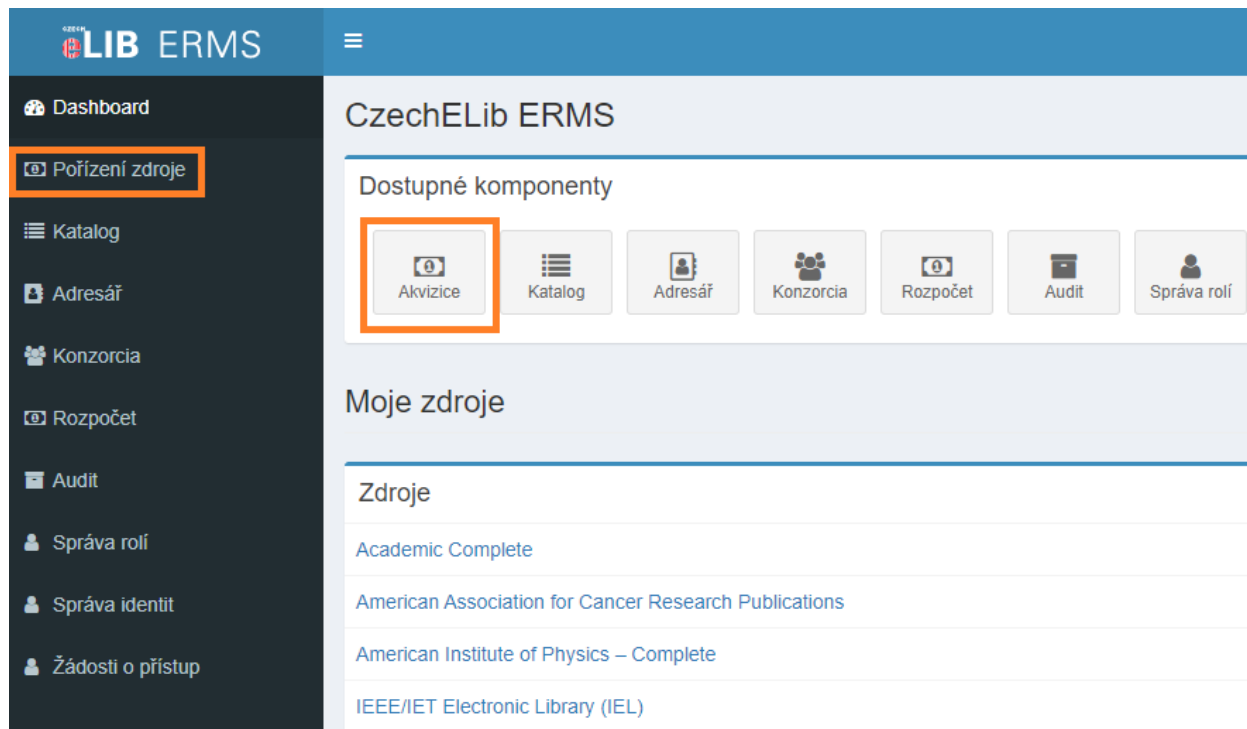 CZECH
eLIB ERMS
Dashboard
Pořízení zdroje
Katalog
Adresář
Konzorcia
Rozpočet
Audit
Správa rolí
Správa identit
Žádosti o přístup
CzechELib ERMS
Dostupné komponenty
Akvizice Katalog Adresář Konzorcia Rozpočet Audit Správa rolí
Moje zdroje
Zdroje
Academic Complete
American Association for Cancer Research Publications
American Institute of Physics – Complete
IEEE/IET Electronic Library (IEL)